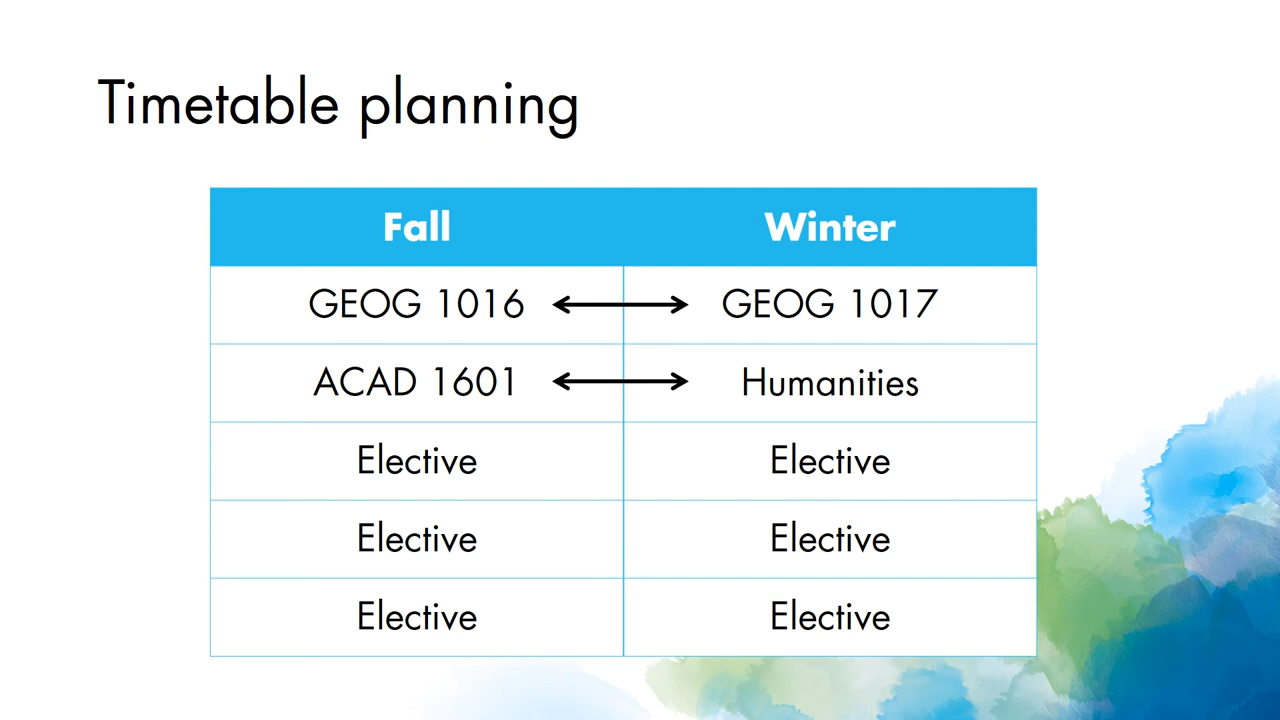 Timetable planning
Fall Winter
GEOG 1016 GEOG 1017
ACAD 1601 Humanities
Elective Elective
Elective Elective
Elective Elective